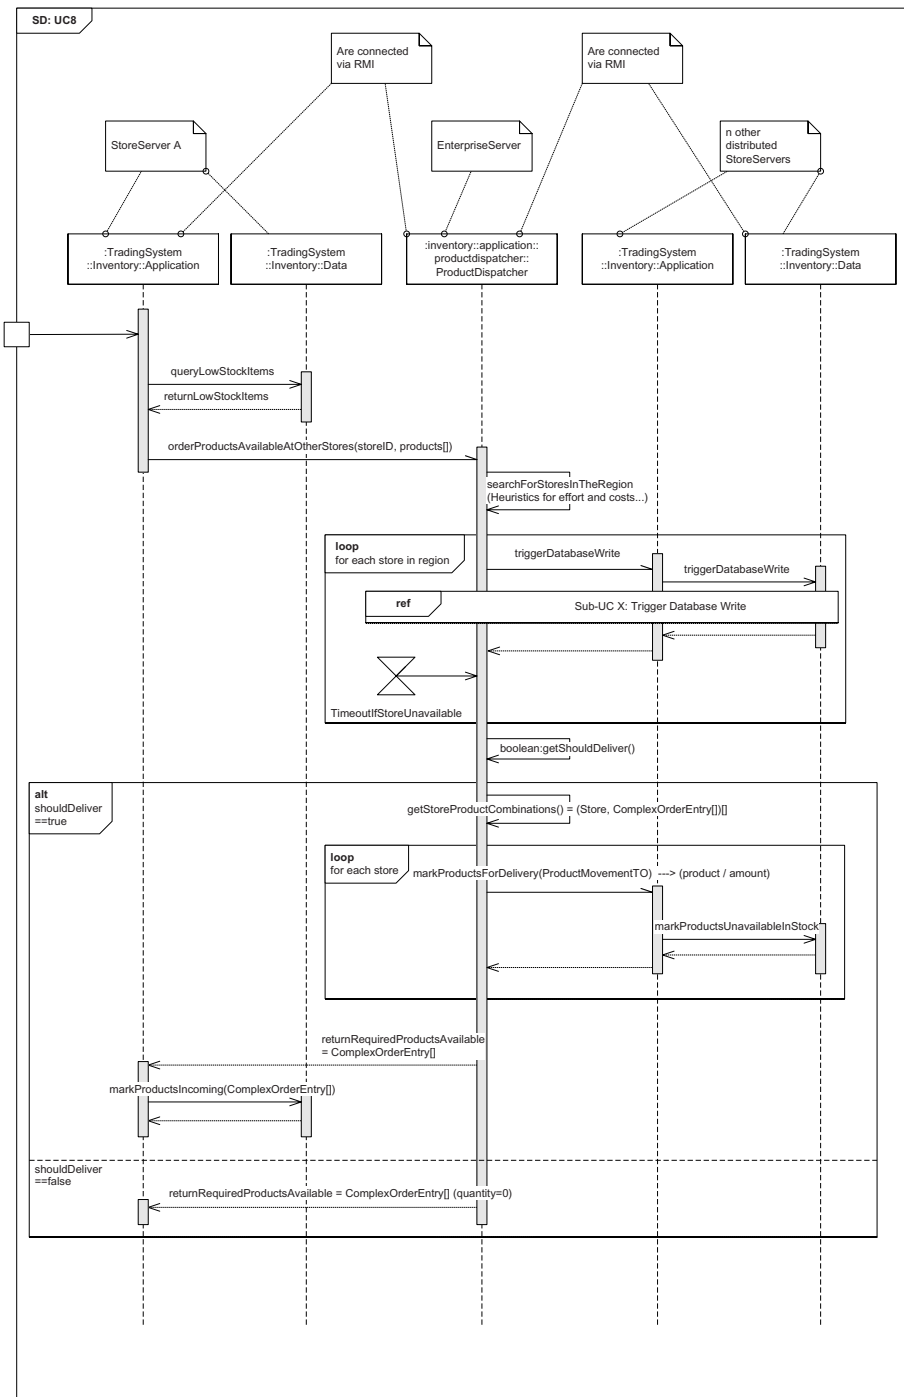 SD: UC8
Are connected
via RMI
Are connected
via RMI
StoreServer A
EnterpriseServer
n other
distributed
StoreServers
:TradingSystem
::Inventory::Application
:TradingSystem
::Inventory::Data
:inventory::application::
productdispatcher::
ProductDispatcher
:TradingSystem
::Inventory::Application
:TradingSystem
::Inventory::Data
queryLowStockItems
returnLowStockItems
orderProductsAvailableAtOtherStores(storeID, products[])
searchForStoresInTheRegion
(Heuristics for effort and costs...)
loop
for each store in region
triggerDatabaseWrite
triggerDatabaseWrite
ref
Sub-UC X: Trigger Database Write
TimeoutIfStoreUnavailable
boolean:getShouldDeliver()
alt
shouldDeliver
==true
getStoreProductCombinations() = (Store, ComplexOrderEntry[])[]
loop
for each store
markProductsForDelivery(ProductMovementTO) ---> (product / amount)
markProductsUnavailableInStock
returnRequiredProductsAvailable
= ComplexOrderEntry[]
markProductsIncoming(ComplexOrderEntry[])
shouldDeliver
==false
returnRequiredProductsAvailable = ComplexOrderEntry[] (quantity=0)